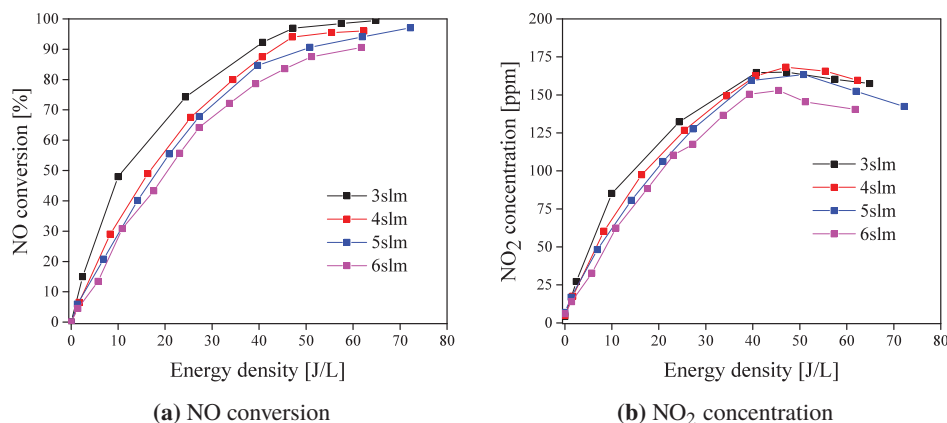 100
90
80
70
60
50
40
30
20
10
0
NO conversion [%]
3slm
4slm
5slm
6slm
0 10 20 30 40 50 60 70 80
Energy density [J/L]
(a) NO conversion
200
175
150
125
100
75
50
25
0
NO₂ concentration [ppm]
3slm
4slm
5slm
6slm
0 10 20 30 40 50 60 70 80
Energy density [J/L]
(b) NO₂ concentration